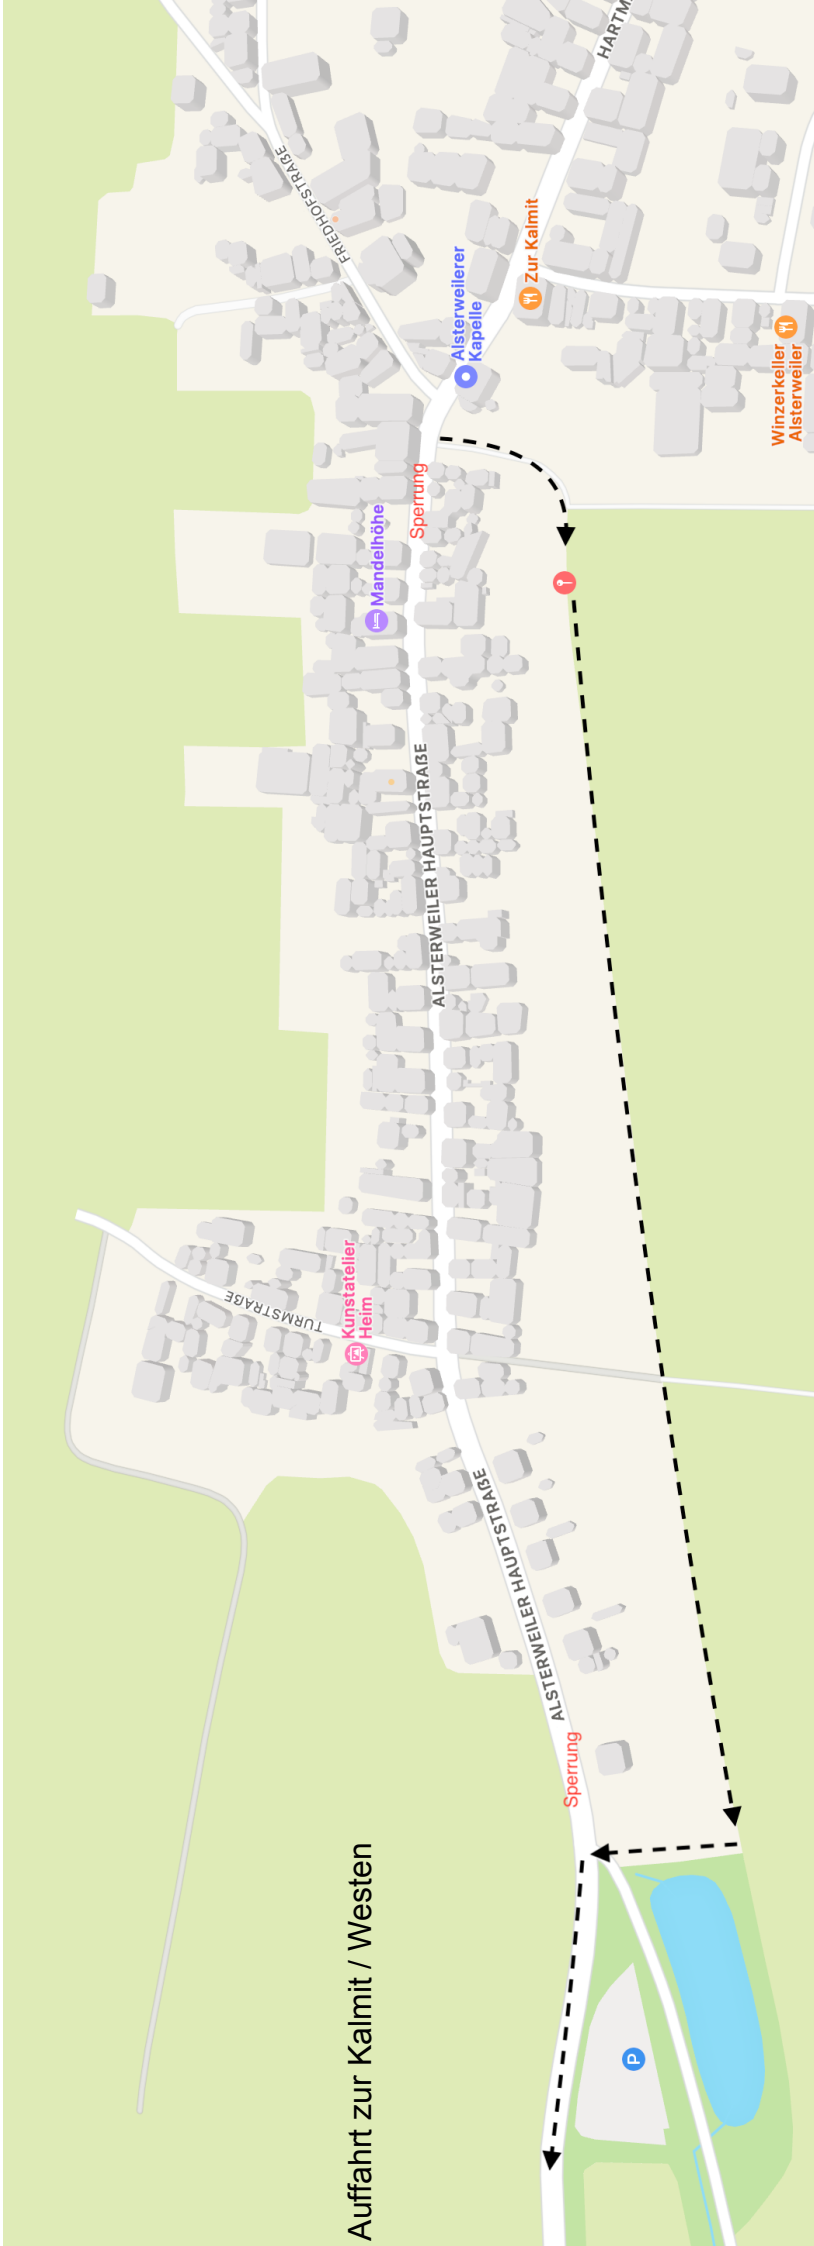 HARTM
FRIEDHOFSTRAẞE
Zur Kalmit
Alsterweilerer
Kapelle
Winzerkeller
Alsterweiler
Sperrung
Mandelhöhe
ALSTERWEILER HAUPTSTRAẞE
TURMSTRAẞE
Kunstatelier
Heim
ALSTERWEILER HAUPTSTRAẞE
Sperrung
Auffahrt zur Kalmit / Westen
P